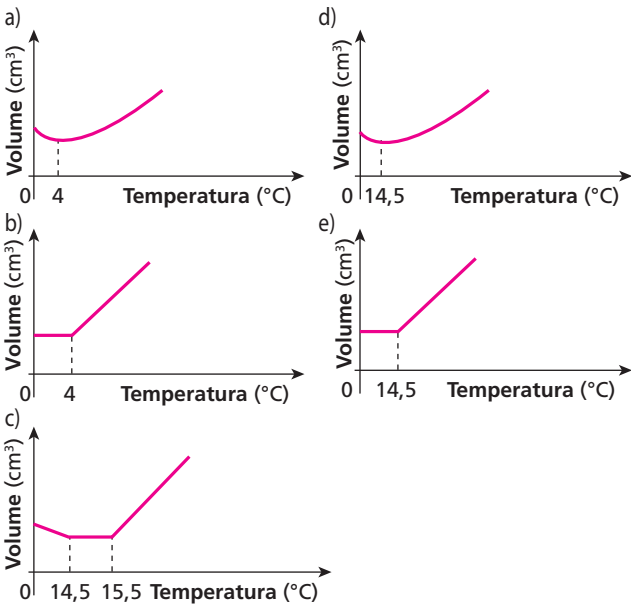 a)
Volume (cm³)
0 4 Temperatura (°C)
b)
Volume (cm³)
0 4 Temperatura (°C)
c)
Volume (cm³)
0 14,5 15,5 Temperatura (°C)
d)
Volume (cm³)
0 14,5 Temperatura (°C)
e)
Volume (cm³)
0 14,5 Temperatura (°C)